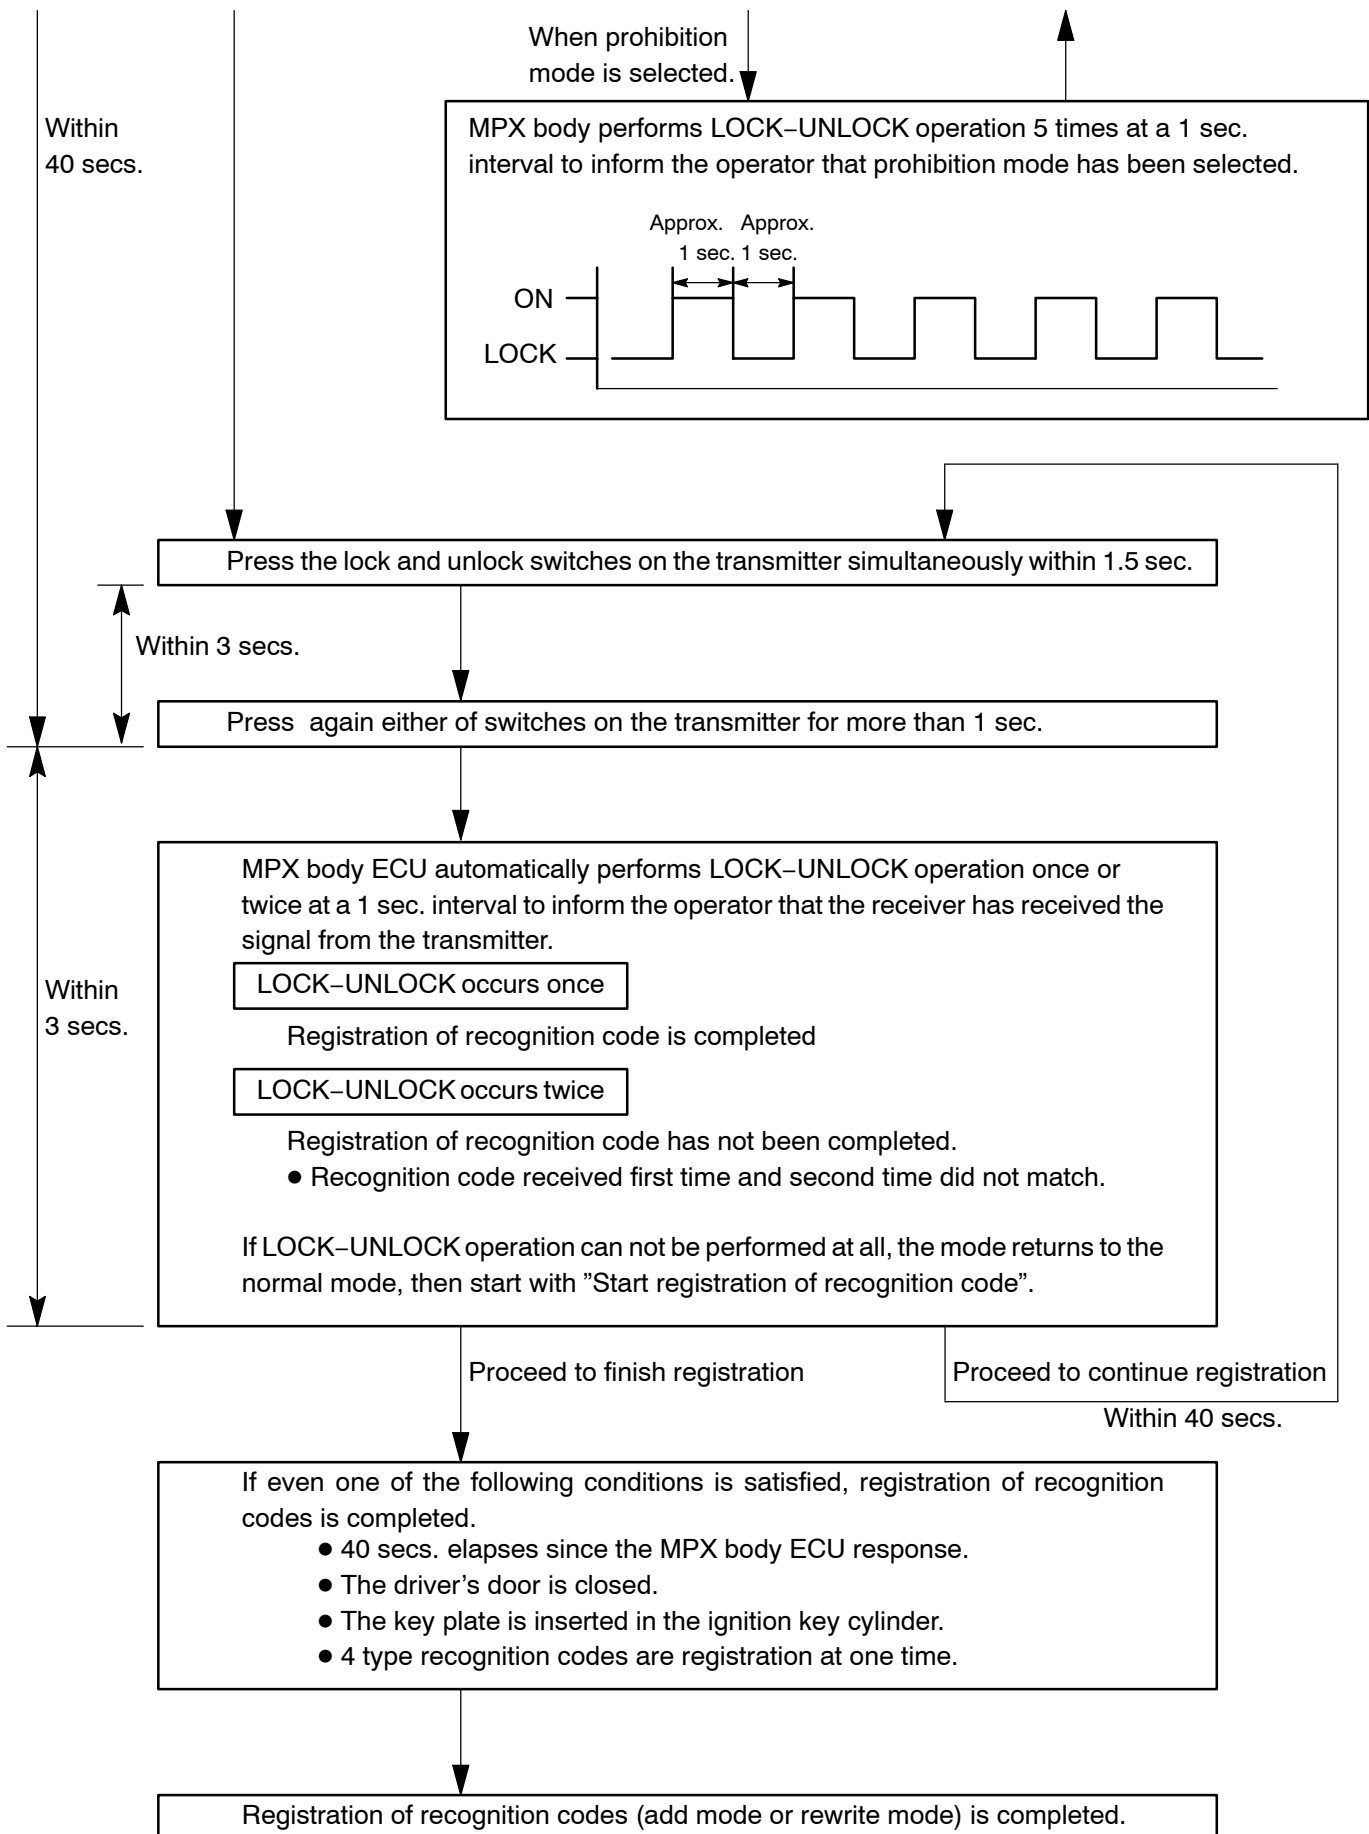 When prohibition
mode is selected.
Within
40 secs.
MPX body performs LOCK−UNLOCK operation 5 times at a 1 sec.
interval to inform the operator that prohibition mode has been selected.
Approx. Approx.
1 sec. 1 sec.
ON
LOCK
Press the lock and unlock switches on the transmitter simultaneously within 1.5 sec.
Within 3 secs.
Press again either of switches on the transmitter for more than 1 sec.
MPX body ECU automatically performs LOCK−UNLOCK operation once or
twice at a 1 sec. interval to inform the operator that the receiver has received the
signal from the transmitter.
LOCK−UNLOCK occurs once
Within
3 secs.
Registration of recognition code is completed
LOCK−UNLOCK occurs twice
Registration of recognition code has not been completed.
● Recognition code received first time and second time did not match.
If LOCK−UNLOCK operation can not be performed at all, the mode returns to the
normal mode, then start with ”Start registration of recognition code”.
Proceed to finish registration
Proceed to continue registration
Within 40 secs.
If even one of the following conditions is satisfied, registration of recognition
codes is completed.
● 40 secs. elapses since the MPX body ECU response.
● The driver’s door is closed.
● The key plate is inserted in the ignition key cylinder.
● 4 type recognition codes are registration at one time.
Registration of recognition codes (add mode or rewrite mode) is completed.